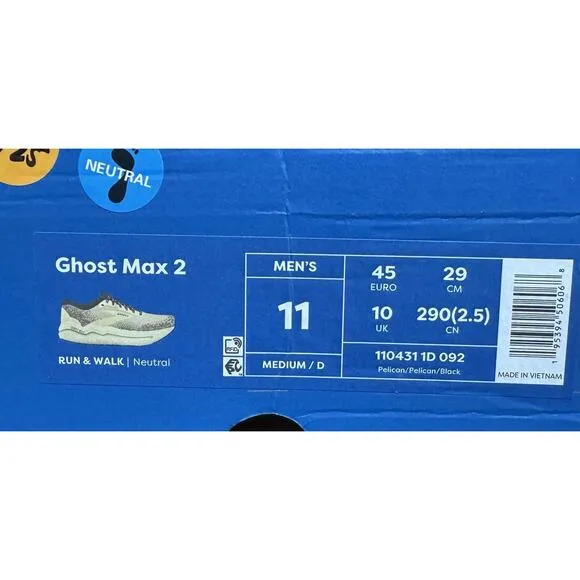 NEUTRAL
Ghost Max 2
RUN & WALK | Neutral
RFID
MEN'S
11
MEDIUM / D
45 29
EURO CM
10 290(2.5)
UK CN
110431 1D 092
Pelican/Pelican/Black
1 95394 50606 8
MADE IN VIETNAM